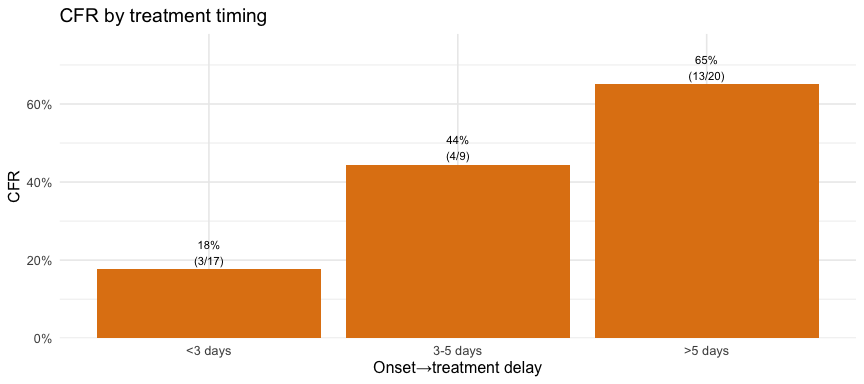 CFR by treatment timing
65%
(13/20)
44%
(4/9)
18%
(3/17)
CFR
60%
40%
20%
0%
<3 days
3-5 days
>5 days
Onset→treatment delay